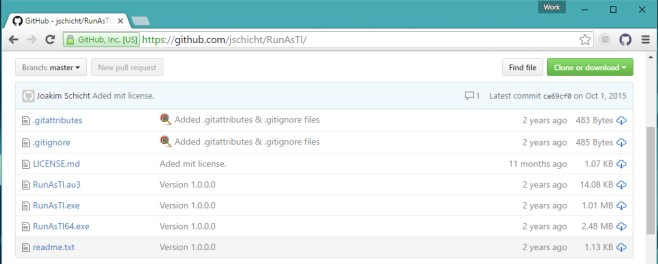 Work
GitHub - jschicht/RunAsTI
GitHub, Inc. [US] https://github.com/jschicht/RunAsTI/
Branch: master New pull request Find file Clone or download
Joakim Schicht Aded mit license. 1 Latest commit ca69cf0 on Oct 1, 2015
.gitattributes Added .gitattributes & .gitignore files 2 years ago 483 Bytes
.gitignore Added .gitattributes & .gitignore files 2 years ago 485 Bytes
LICENSE.md Aded mit license. 11 months ago 1.07 KB
RunAsTI.au3 Version 1.0.0.0 2 years ago 14.08 KB
RunAsTI.exe Version 1.0.0.0 2 years ago 1.01 MB
RunAsTI64.exe Version 1.0.0.0 2 years ago 2.48 MB
readme.txt Version 1.0.0.0 2 years ago 1.13 KB